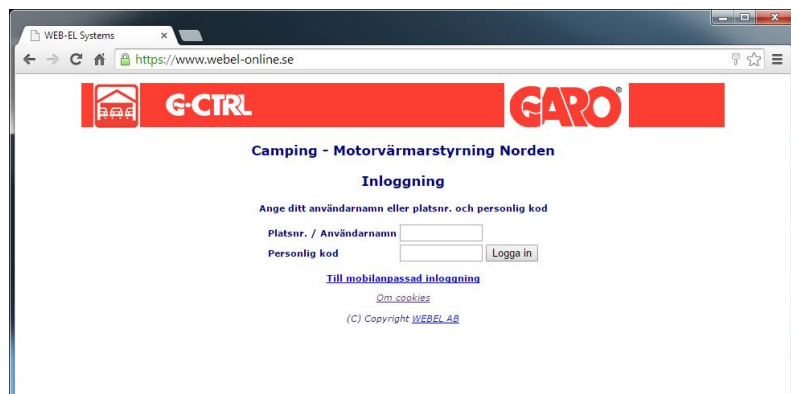 WEB-EL Systems
https://www.webel-online.se
G-CTRL
GARO®
Camping - Motorvärmarstyrning Norden
Inloggning
Ange ditt användarnamn eller platsnr. och personlig kod
Platsnr. / Användarnamn
Personlig kod Logga in
Till mobilanpassad inloggning
Om cookies
(C) Copyright WEBEL AB